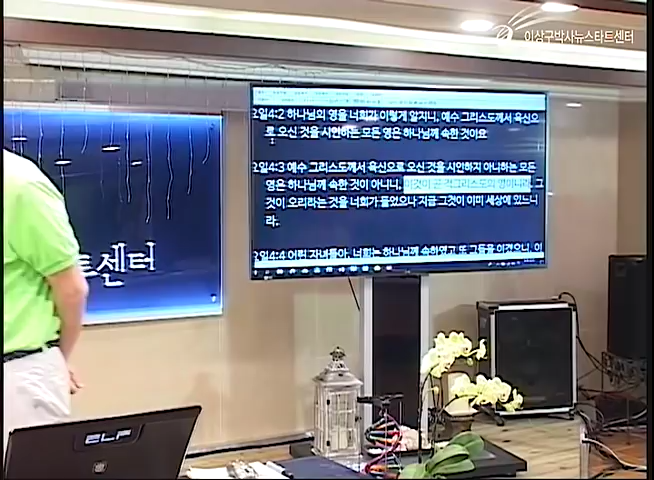 이상구박사뉴스타트센터
요일4:2 하나님의 영을 너희가 이렇게 알지니, 예수 그리스도께서 육신으
로 오신 것을 시인하는 모든 영은 하나님께 속한 것이요
요일4:3 예수 그리스도께서 육신으로 오신 것을 시인하지 아니하는 모든
영은 하나님께 속한 것이 아니니, 이것이 곧 적그리스도의 영이니라. 그
것이 오리라는 것을 너희가 들었으나 지금 그것이 이미 세상에 있느니
라.
요일4:4 어린 자녀들아, 너희는 하나님께 속하였고 또 그들을 이겼으니, 이
트센터
ELF